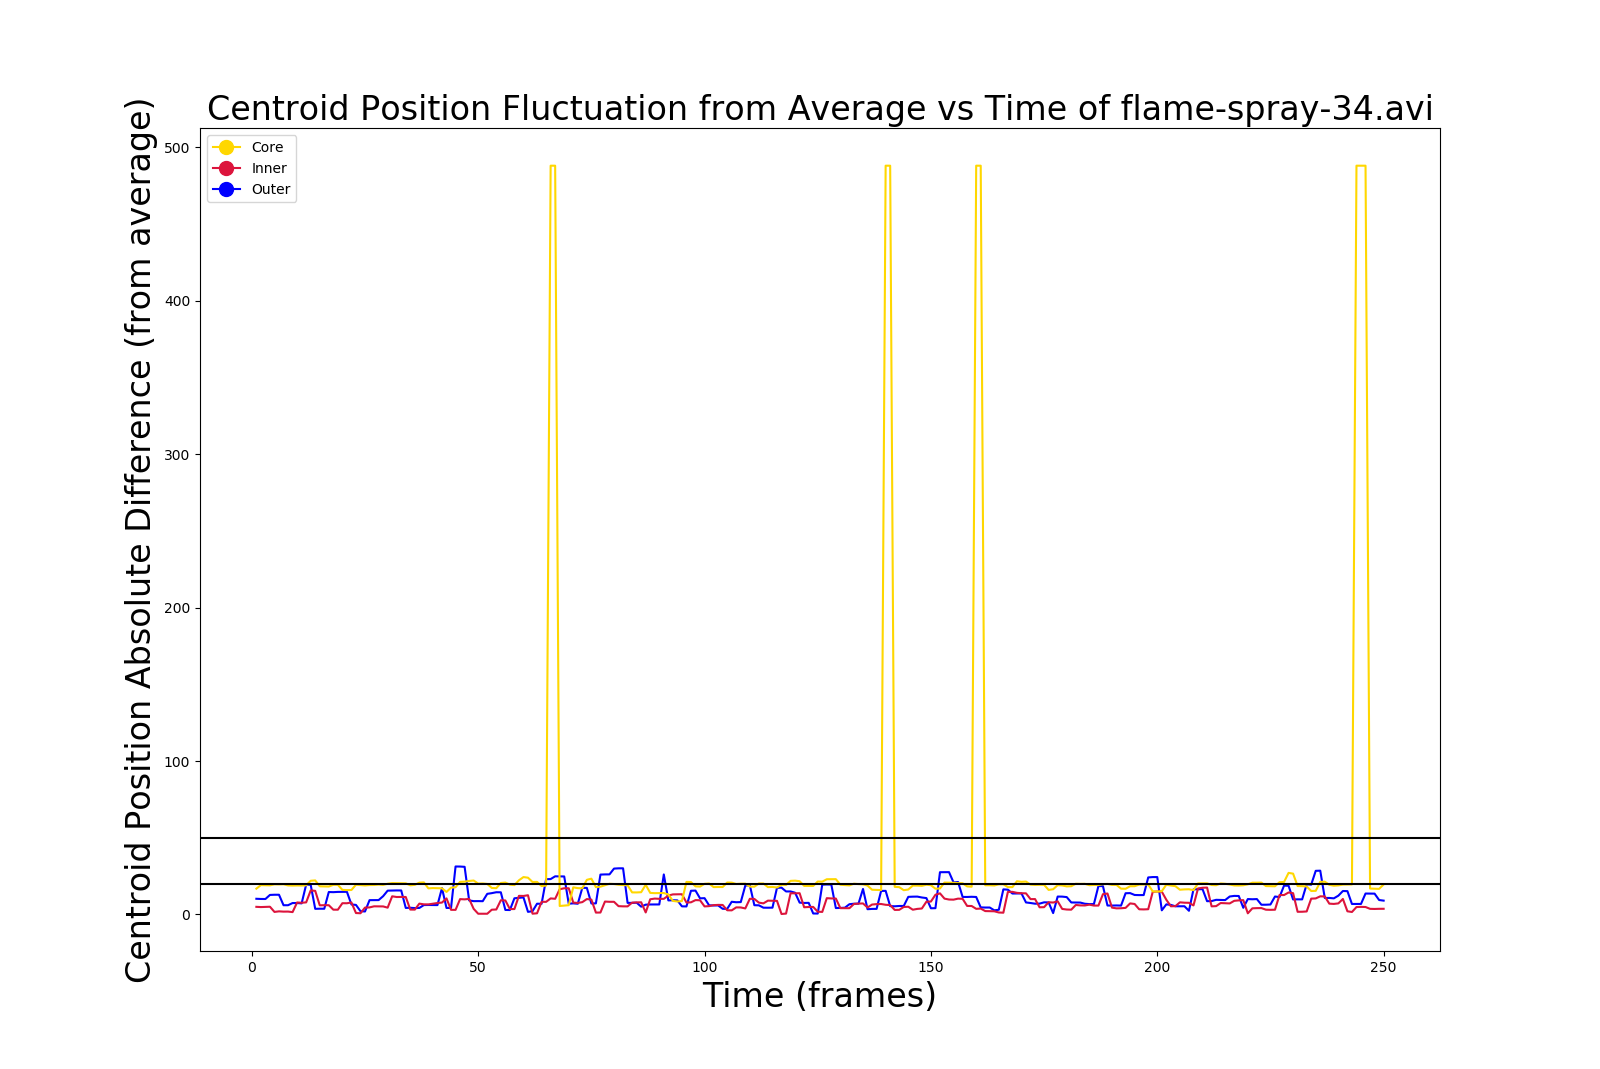 Centroid Position Fluctuation from Average vs Time of flame-spray-34.avi
Centroid Position Absolute Difference (from average)
500
400
300
200
100
0
Core
Inner
Outer
0 50 100 150 200 250
Time (frames)